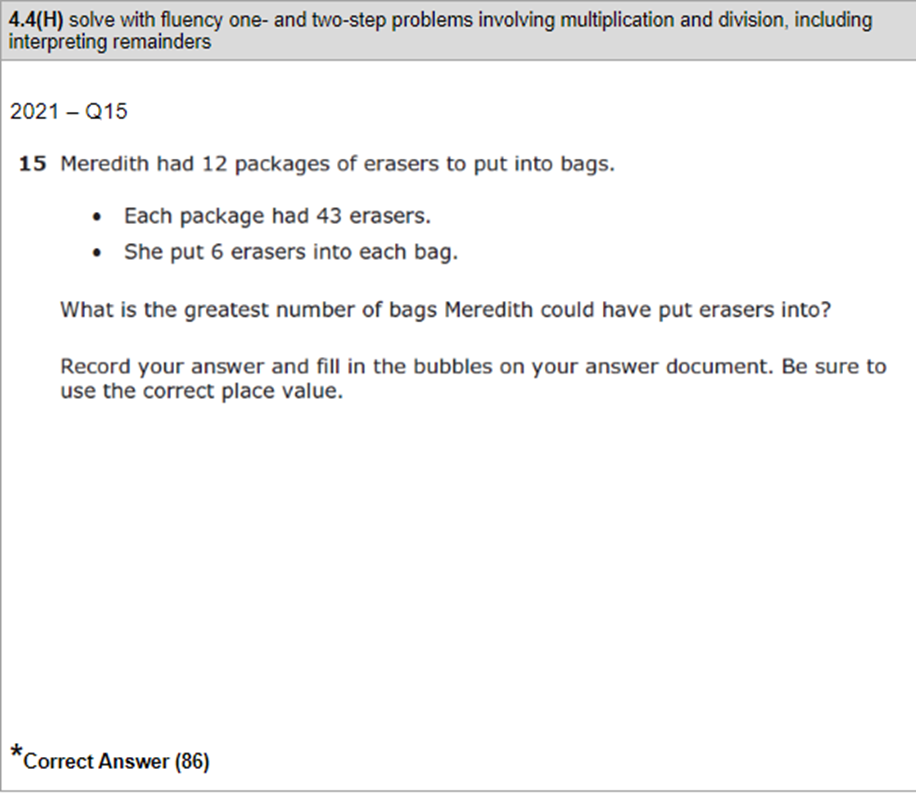 4.4(H) solve with fluency one- and two-step problems involving multiplication and division, including
interpreting remainders
2021 – Q15
15 Meredith had 12 packages of erasers to put into bags.
• Each package had 43 erasers.
• She put 6 erasers into each bag.
What is the greatest number of bags Meredith could have put erasers into?
Record your answer and fill in the bubbles on your answer document. Be sure to
use the correct place value.
*Correct Answer (86)